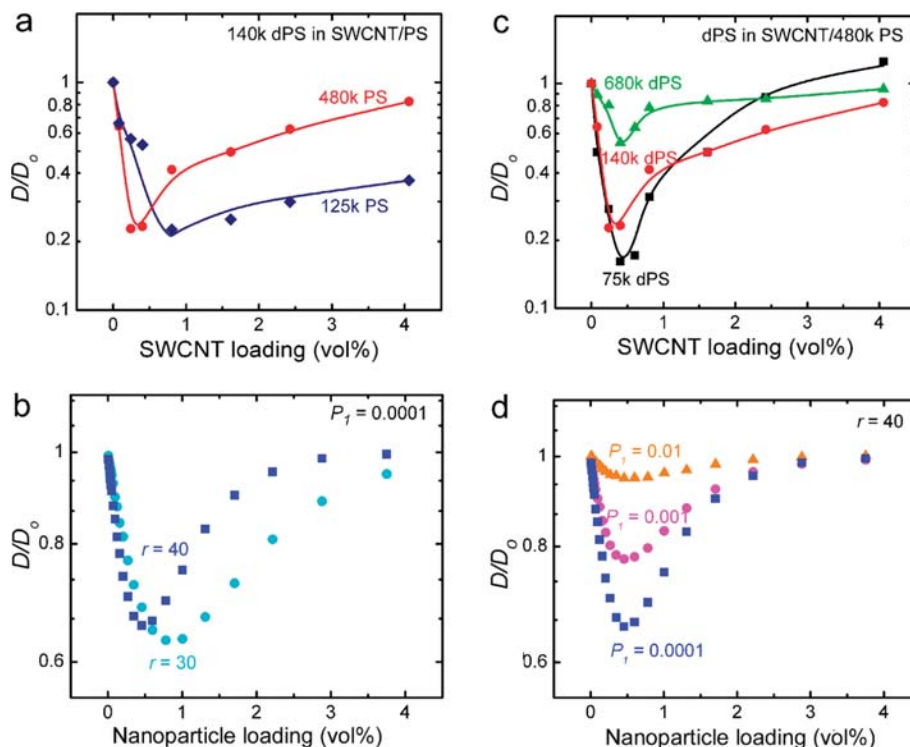 a
140k dPS in SWCNT/PS
1
0.8
0.6
0.4
0.2
0.1
D/Do
480k PS
125k PS
0 1 2 3 4
SWCNT loading (vol%)
c
dPS in SWCNT/480k PS
1
0.8
0.6
0.4
0.2
0.1
D/Do
680k dPS
140k dPS
75k dPS
0 1 2 3 4
SWCNT loading (vol%)
b
P1 = 0.0001
1
0.8
0.6
D/Do
r = 40
r = 30
0 1 2 3 4
Nanoparticle loading (vol%)
d
r = 40
1
0.8
0.6
D/DO
P1 = 0.01
P1 = 0.001
P1 = 0.0001
0 1 2 3 4
Nanoparticle loading (vol%)